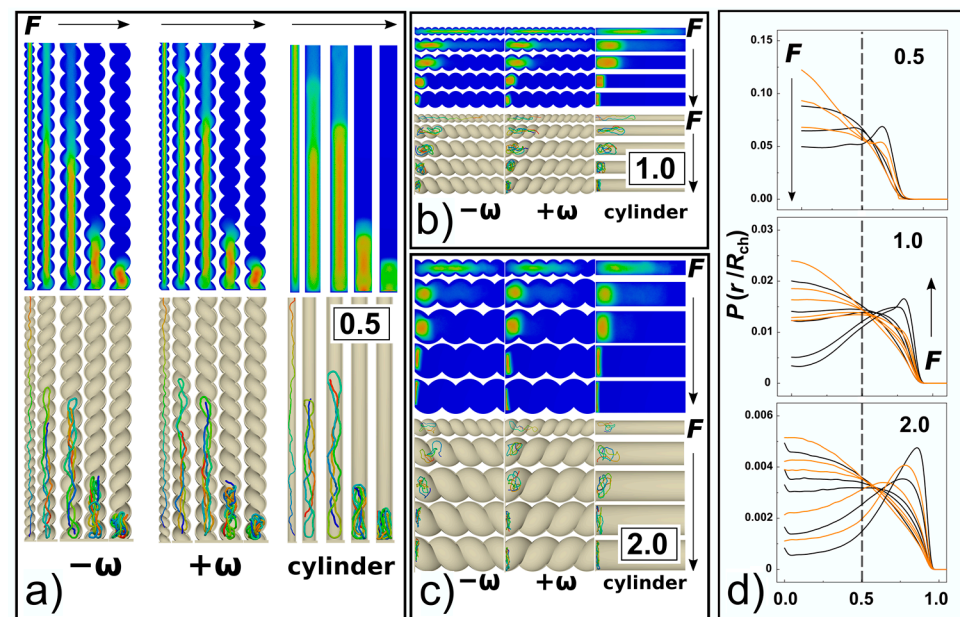 F
0.5
−ω
+ω
cylinder
a)
F
F
1.0
−ω
+ω
cylinder
b)
F
F
2.0
−ω
+ω
cylinder
c)
0.15
0.10
0.05
0.00
F
0.5
0.03
0.02
0.01
0
1.0
F
0.006
0.004
0.002
0
2.0
P(r/Rch)
0.0
0.5
1.0
d)